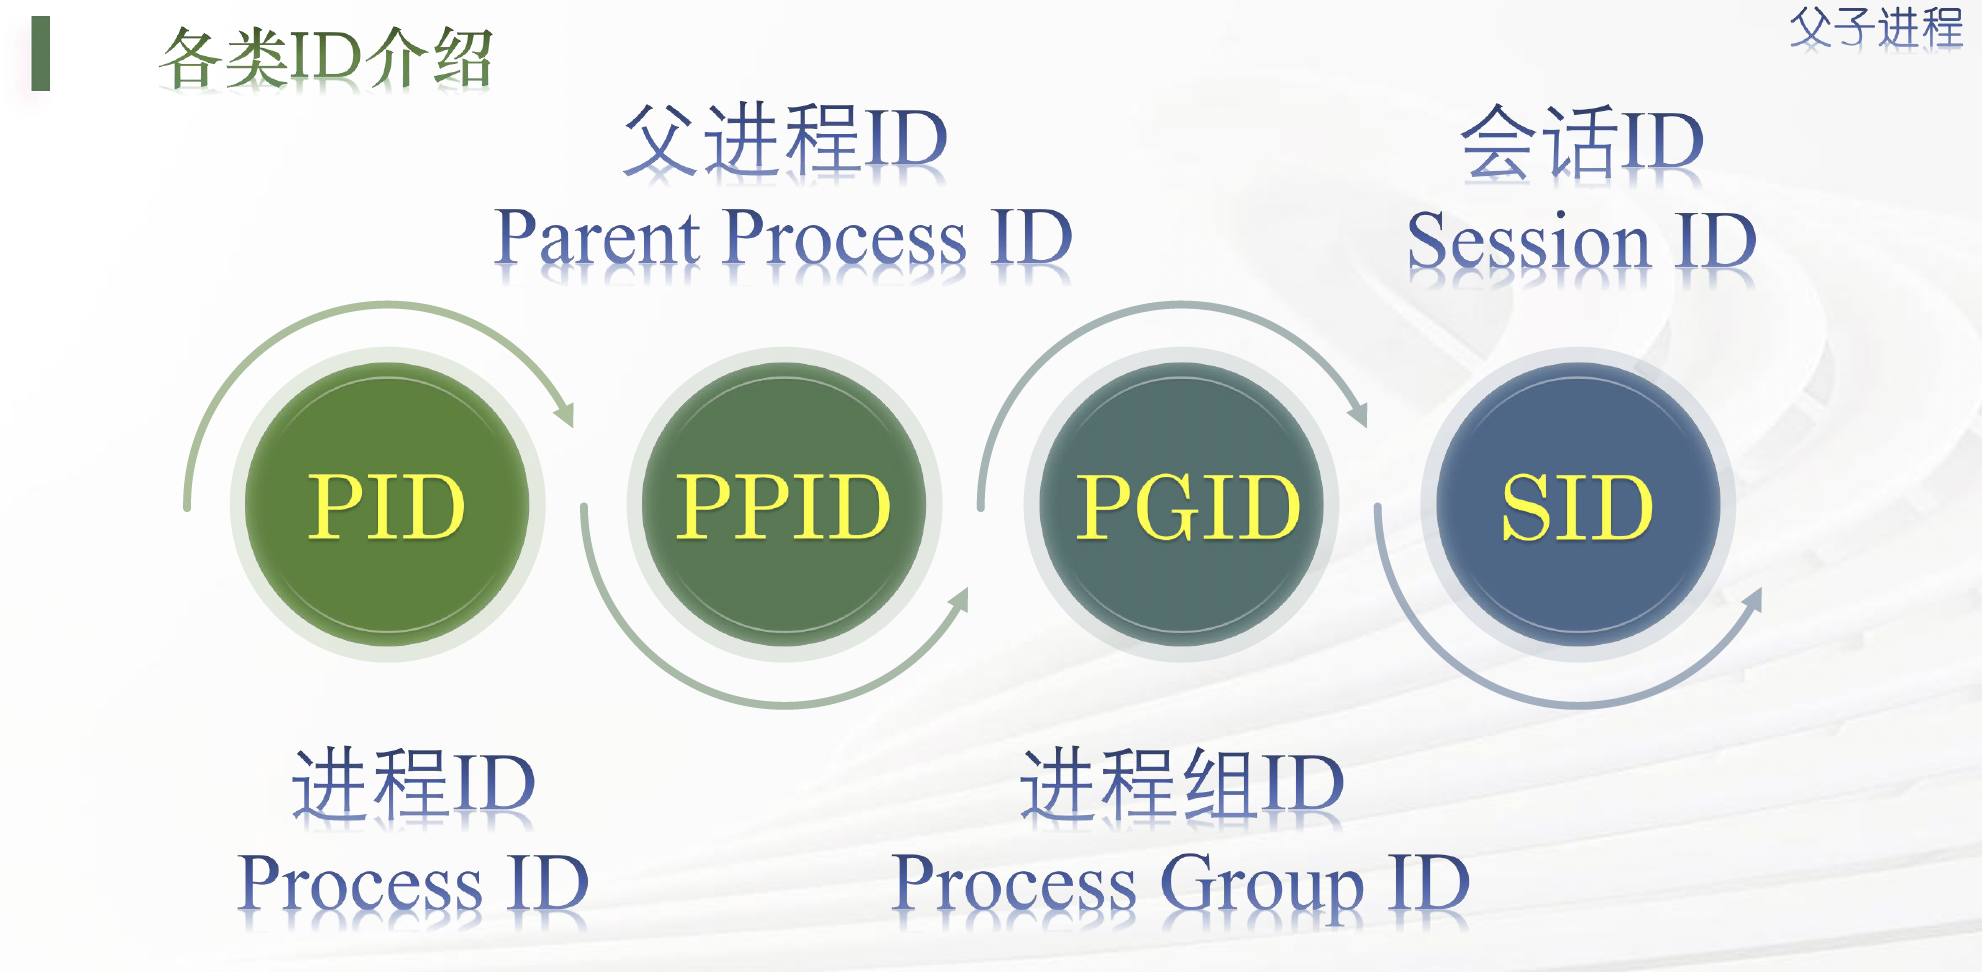 各类ID介绍
父子进程
父进程ID
Parent Process ID
会话ID
Session ID
PID
PPID
PGID
SID
进程ID
Process ID
进程组ID
Process Group ID